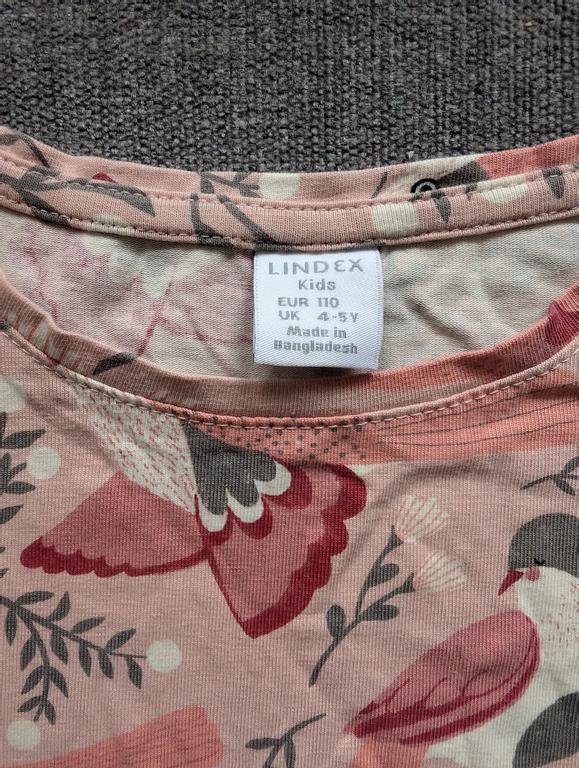 LINDEX
Kids
EUR 110
UK 4-5Y
Made in
Bangladesh